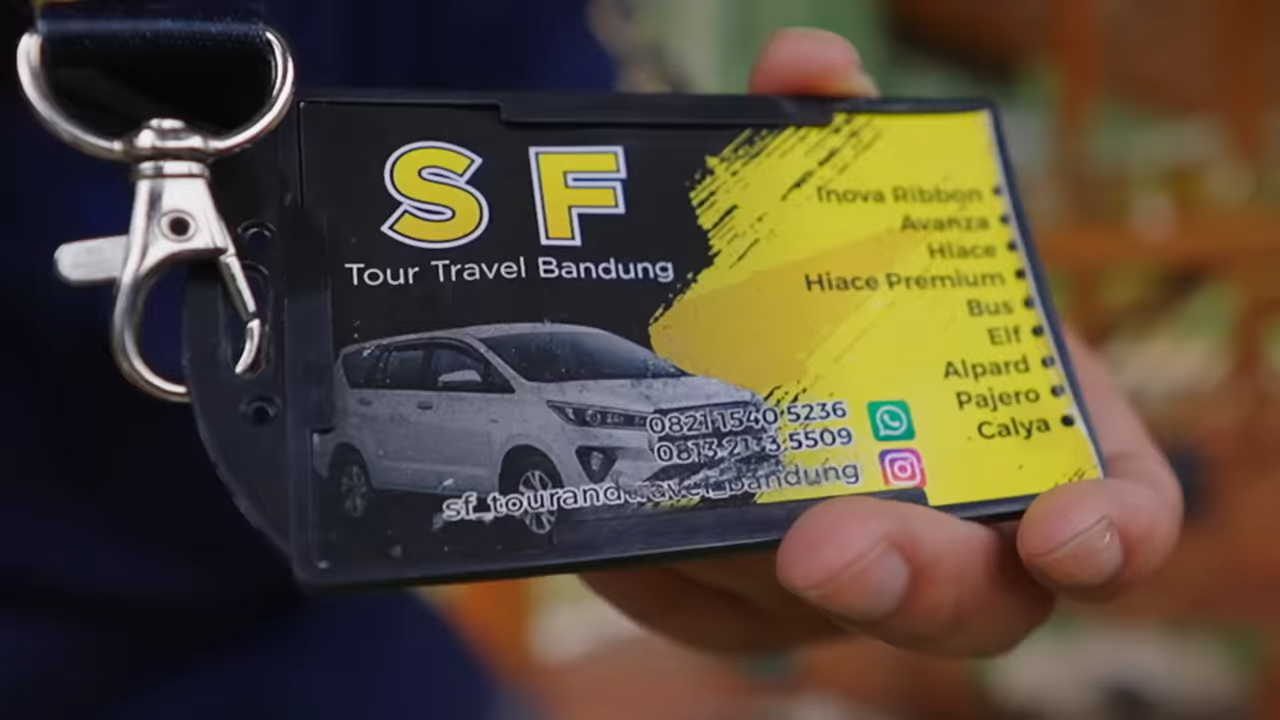 S F
Tour Travel Bandung
Inova Ribbon
Avanza
Hiace
Hiace Premium
Bus
Elf
Alpard
Pajero
Calya
0821 1540 5236
0813 5509
sf_tourandtravel_bandung